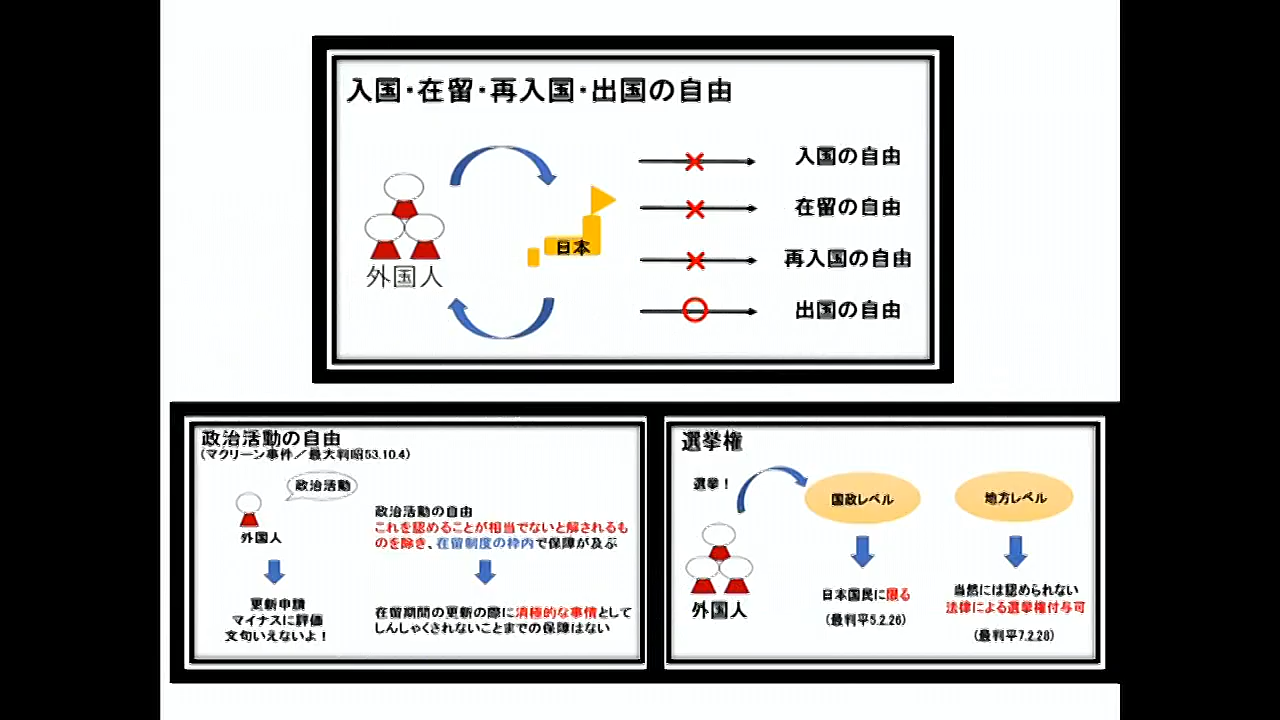 入国・在留・再入国・出国の自由
外国人
日本
入国の自由
在留の自由
再入国の自由
出国の自由
政治活動の自由
(マクリーン事件／最大判昭53.10.4)
政治活動
外国人
更新申請
マイナスに評価
文句いえないよ！
政治活動の自由
これを認めることが相当でないと解されるも
のを除き、在留制度の枠内で保障が及ぶ
在留期間の更新の際に消極的な事情として
しんしゃくされないことまでの保障はない
選挙権
選挙！
外国人
国政レベル
日本国民に限る
(最判平5.2.26)
地方レベル
当然には認められない
法律による選挙権付与可
(最判平7.2.28)